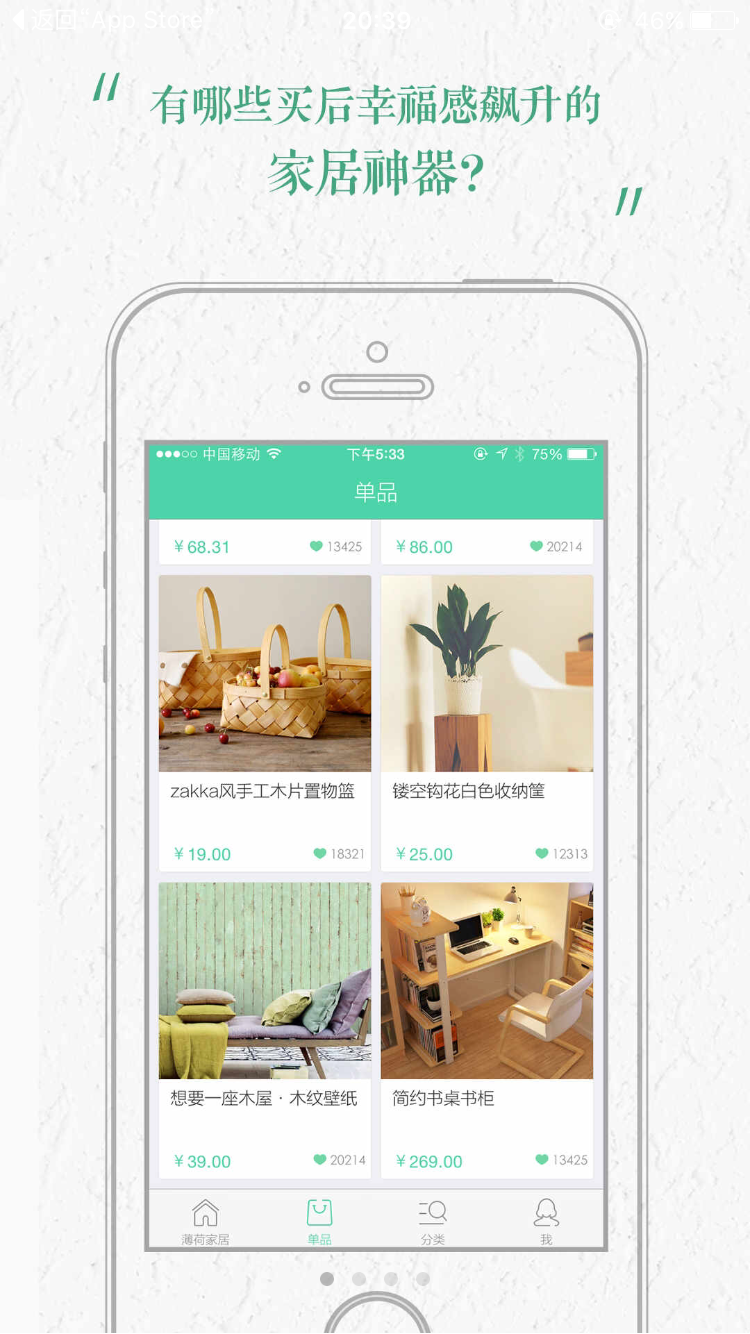 返回"App Store"
20:39
46%
"有哪些买后幸福感飙升的
家居神器?"
中国移动
下午5:33
75%
单品
¥68.31
13425
¥86.00
20214
zakka风手工木片置物篮
镂空钩花白色收纳筐
¥19.00
18321
¥25.00
12313
想要一座木屋·木纹壁纸
简约书桌书柜
¥39.00
20214
¥269.00
13425
薄荷家居
单品
分类
我